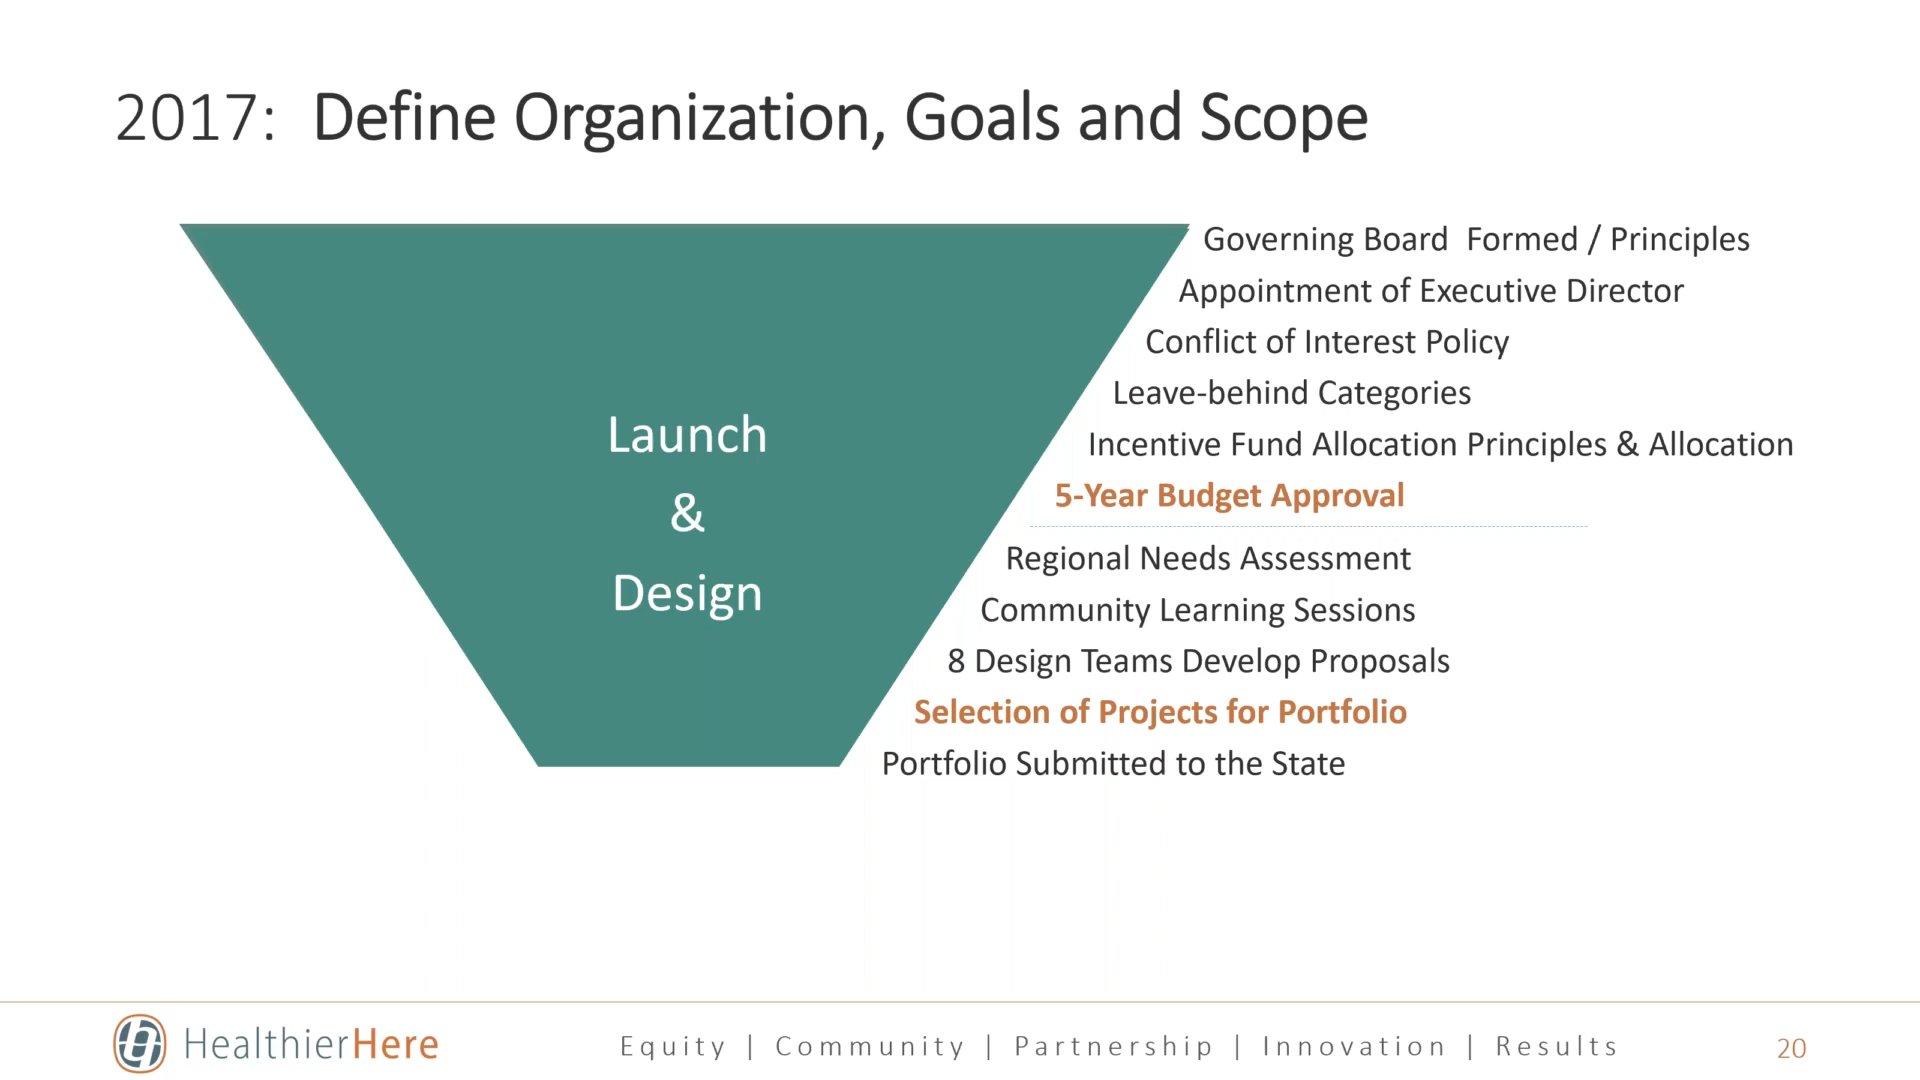 2017: Define Organization, Goals and Scope
Launch
&
Design
Governing Board Formed / Principles
Appointment of Executive Director
Conflict of Interest Policy
Leave-behind Categories
Incentive Fund Allocation Principles & Allocation
5-Year Budget Approval
Regional Needs Assessment
Community Learning Sessions
8 Design Teams Develop Proposals
Selection of Projects for Portfolio
Portfolio Submitted to the State
HealthierHere
Equity | Community | Partnership | Innovation | Results
20